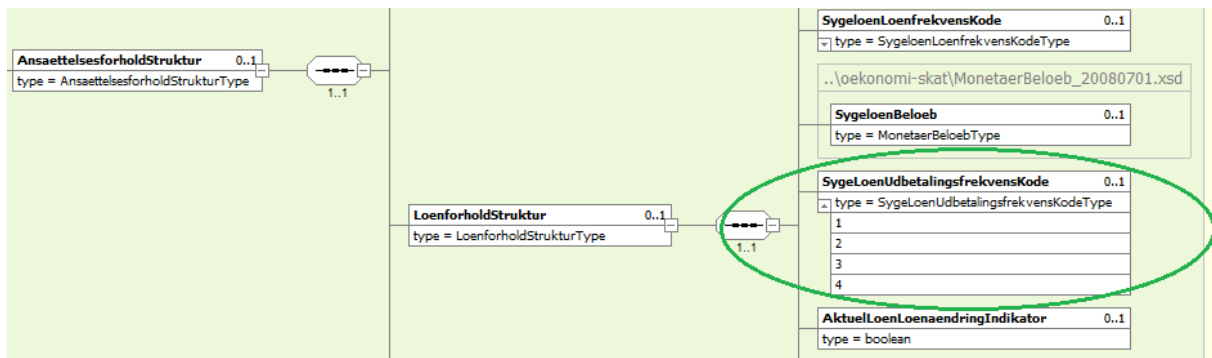 AnsaettelsesforholdStruktur 0..1
type = AnsaettelsesforholdStrukturType
1..1
LoenforholdStruktur 0..1
type = LoenforholdStrukturType
1..1
SygeloenLoenfrekvensKode 0..1
type = SygeloenLoenfrekvensKodeType
..\oekonomi-skat\MonetaerBeloeb_20080701.xsd
SygeloenBeloeb 0..1
type = MonetaerBeloebType
SygeLoenUdbetalingsfrekvensKode 0..1
type = SygeLoenUdbetalingsfrekvensKodeType
1
2
3
4
AktuelLoenLoenaendringIndikator 0..1
type = boolean